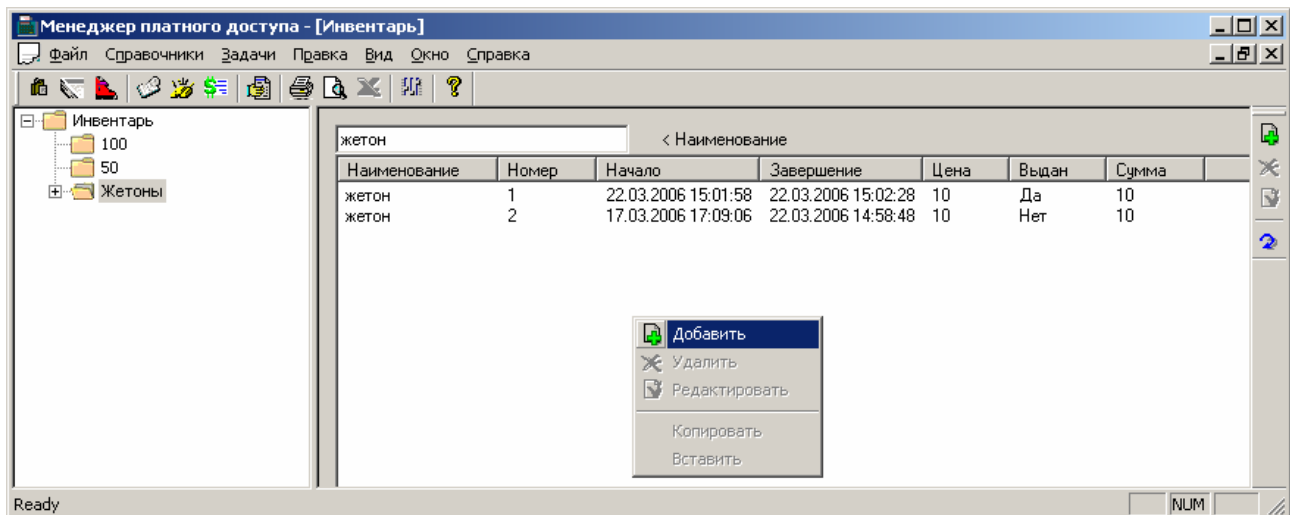 Менеджер платного доступа - [Инвентарь]
Файл Справочники Задачи Правка Вид Окно Справка
Инвентарь
100
50
Жетоны
жетон < Наименование
Наименование Номер Начало Завершение Цена Выдан Сумма
жетон 1 22.03.2006 15:01:58 22.03.2006 15:02:28 10 Да 10
жетон 2 17.03.2006 17:09:06 22.03.2006 14:58:48 10 Нет 10
Добавить
Удалить
Редактировать
Копировать
Вставить
Ready NUM